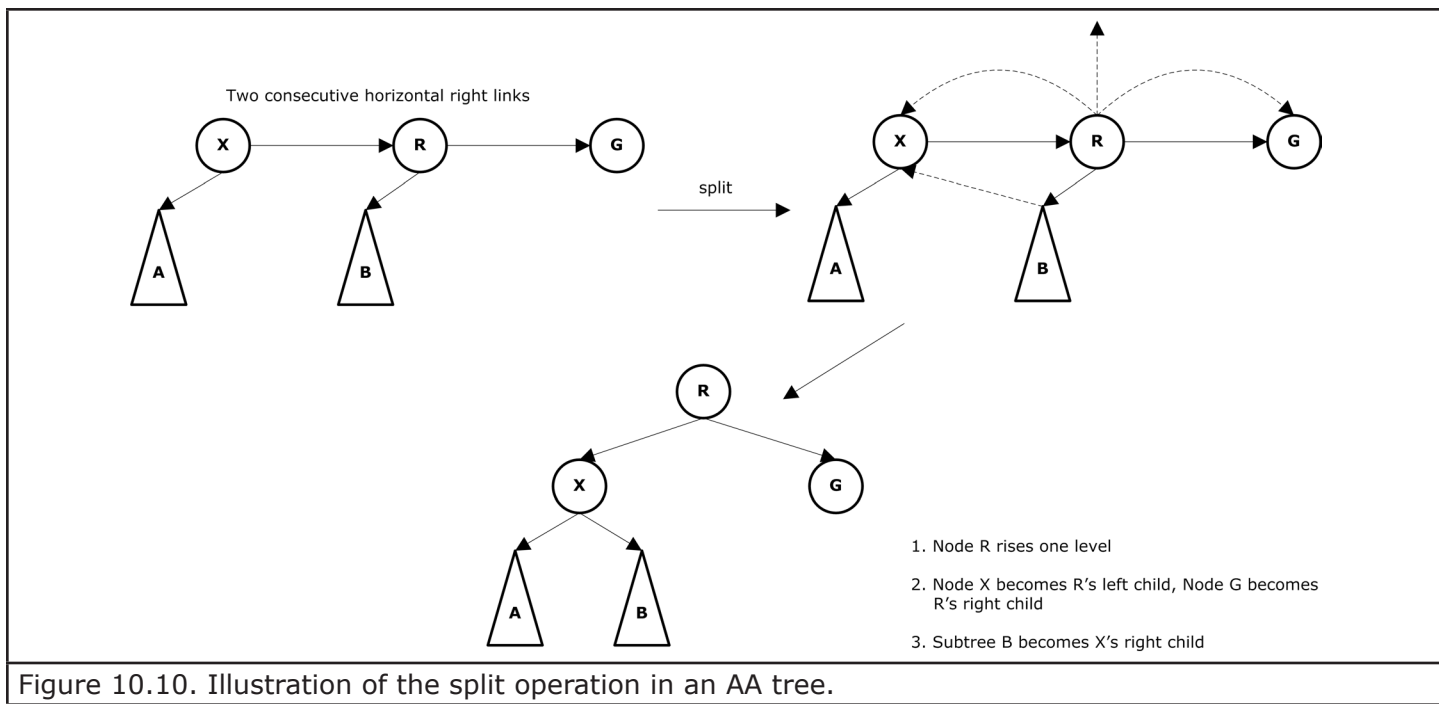 Two consecutive horizontal right links
X
R
G
A
B
split
X
R
G
A
B
R
X
G
A
B
1. Node R rises one level
2. Node X becomes R's left child, Node G becomes
R's right child
3. Subtree B becomes X's right child
Figure 10.10. Illustration of the split operation in an AA tree.